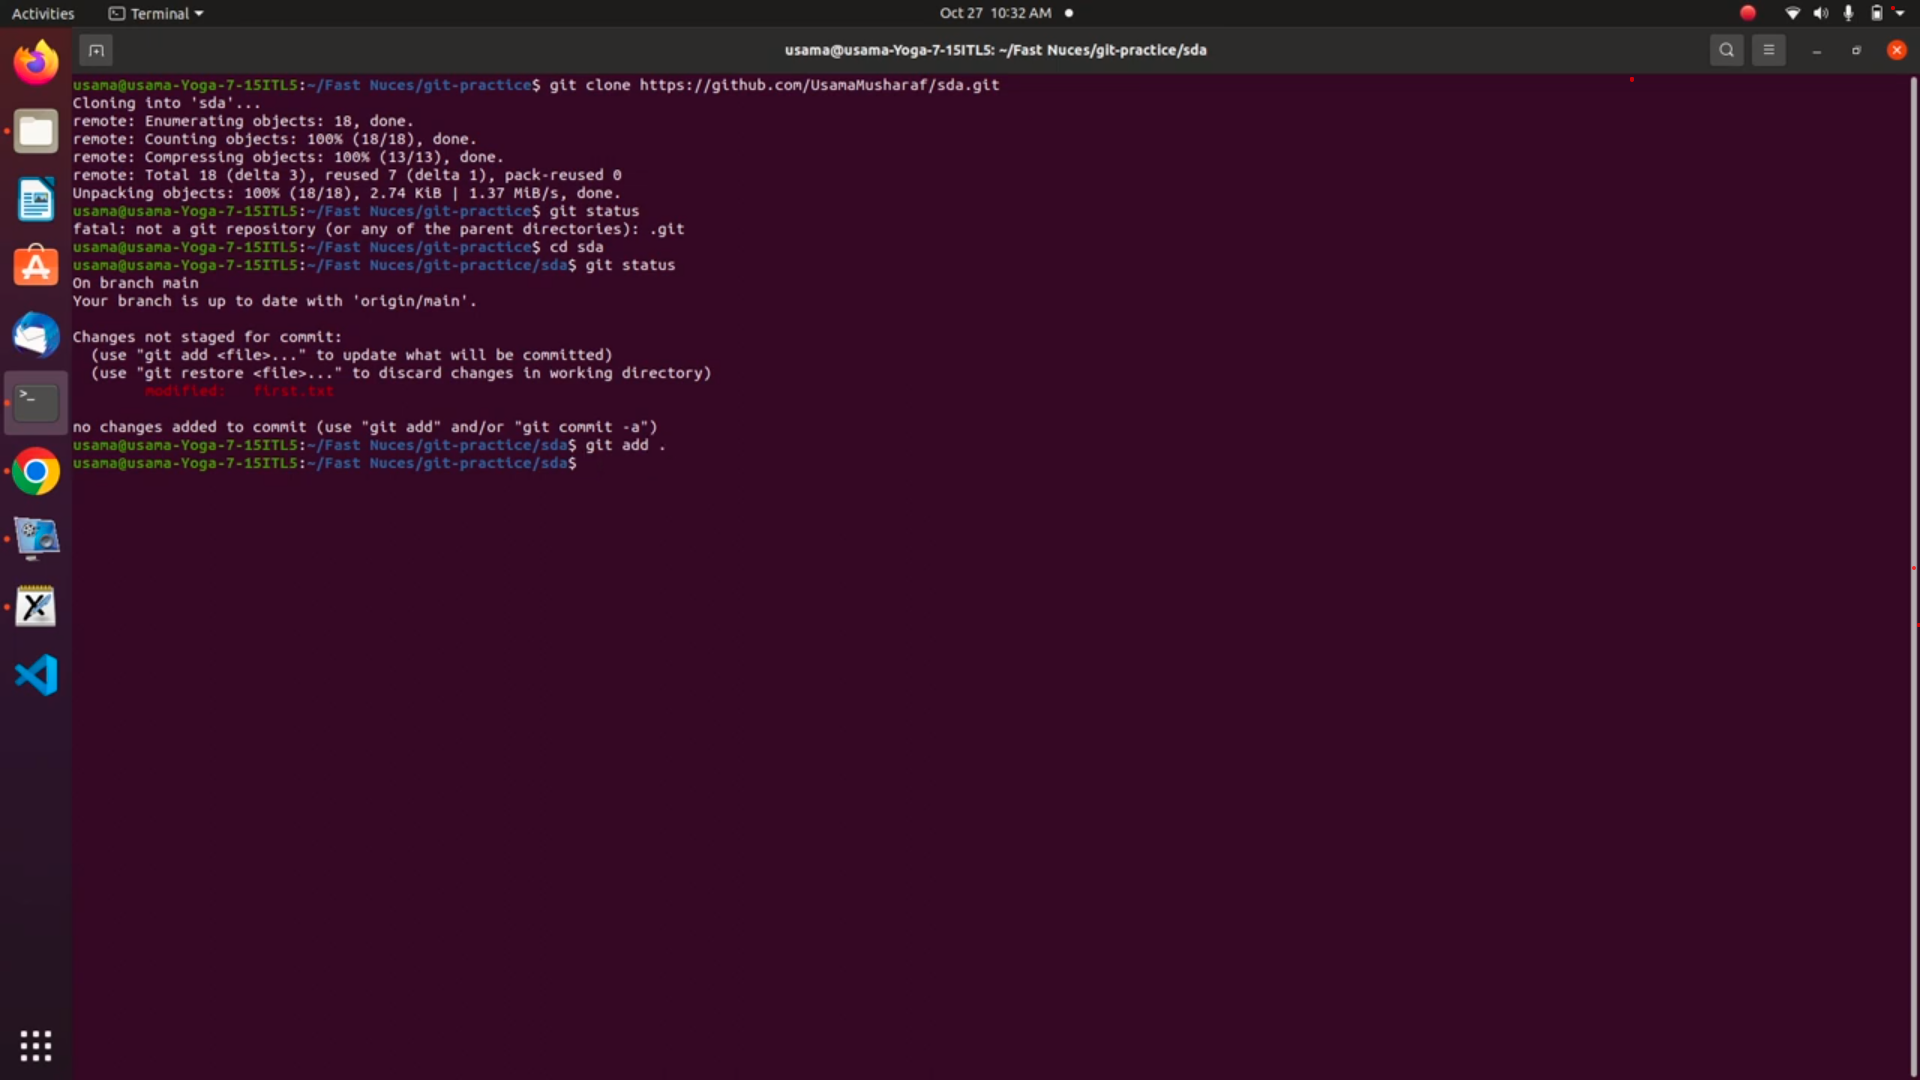 Activities
Terminal
Oct 27 10:32 AM
usama@usama-Yoga-7-15ITL5: ~/Fast Nuces/git-practice/sda
usama@usama-Yoga-7-15ITL5:~/Fast Nuces/git-practice$ git clone https://github.com/UsamaMusharaf/sda.git
Cloning into 'sda'...
remote: Enumerating objects: 18, done.
remote: Counting objects: 100% (18/18), done.
remote: Compressing objects: 100% (13/13), done.
remote: Total 18 (delta 3), reused 7 (delta 1), pack-reused 0
Unpacking objects: 100% (18/18), 2.74 KiB | 1.37 MiB/s, done.
usama@usama-Yoga-7-15ITL5:~/Fast Nuces/git-practice$ git status
fatal: not a git repository (or any of the parent directories): .git
usama@usama-Yoga-7-15ITL5:~/Fast Nuces/git-practice$ cd sda
usama@usama-Yoga-7-15ITL5:~/Fast Nuces/git-practice/sda$ git status
On branch main
Your branch is up to date with 'origin/main'.
Changes not staged for commit:
(use "git add <file>..." to update what will be committed)
(use "git restore <file>..." to discard changes in working directory)
modified: first.txt
no changes added to commit (use "git add" and/or "git commit -a")
usama@usama-Yoga-7-15ITL5:~/Fast Nuces/git-practice/sda$ git add .
usama@usama-Yoga-7-15ITL5:~/Fast Nuces/git-practice/sda$